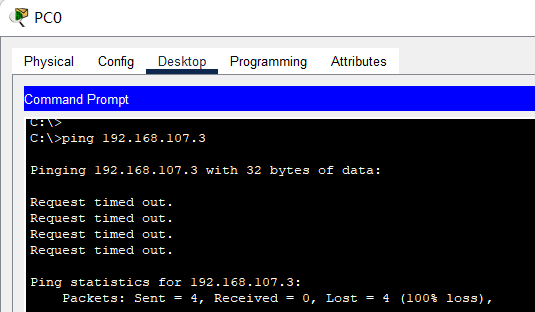 PC0
Physical Config Desktop Programming Attributes
Command Prompt
C:\>
C:\>ping 192.168.107.3
Pinging 192.168.107.3 with 32 bytes of data:
Request timed out.
Request timed out.
Request timed out.
Request timed out.
Ping statistics for 192.168.107.3:
Packets: Sent = 4, Received = 0, Lost = 4 (100% loss),